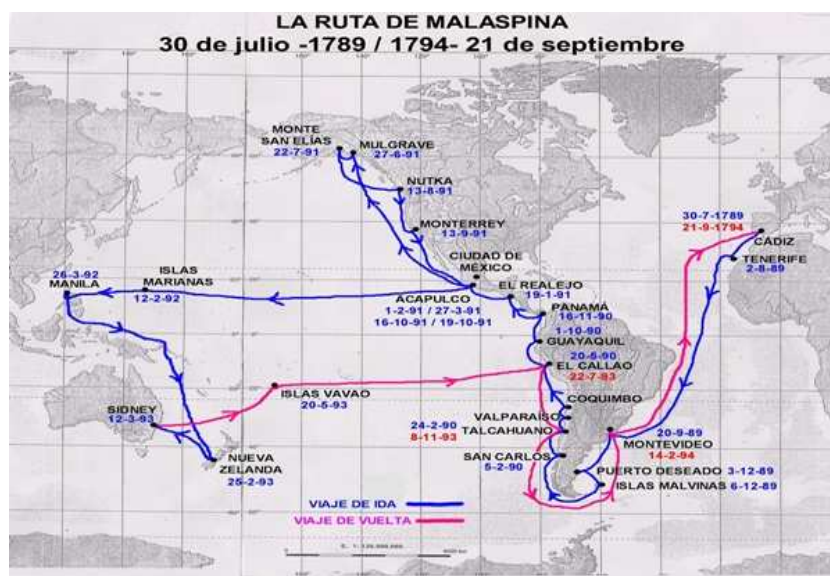 LA RUTA DE MALASPINA
30 de julio -1789 / 1794- 21 de septiembre
MONTE
SAN ELÍAS
22-7-91
MULGRAVE
27-6-91
NUTKA
13-8-91
MONTERREY
13-9-91
CIUDAD DE
MÉXICO
30-7-1789
21-9-1794
CÁDIZ
TENERIFE
2-8-89
26-3-92
MANILA
ISLAS
MARIANAS
12-2-92
ACAPULCO
1-2-91 / 27-3-91
16-10-91 / 19-10-91
EL REALEJO
19-1-91
PANAMÁ
16-11-90
1-10-90
GUAYAQUIL
20-5-90
EL CALLAO
22-7-83
ISLAS VAVAO
20-5-93
COQUIMBO
VALPARAÍSO
24-2-90
TALCAHUANO
8-11-93
SIDNEY
12-3-93
20-9-89
MONTEVIDEO
14-2-94
NUEVA
ZELANDA
25-2-93
SAN CARLOS
5-2-90
PUERTO DESEADO 3-12-89
ISLAS MALVINAS 6-12-89
VIAJE DE IDA
VIAJE DE VUELTA